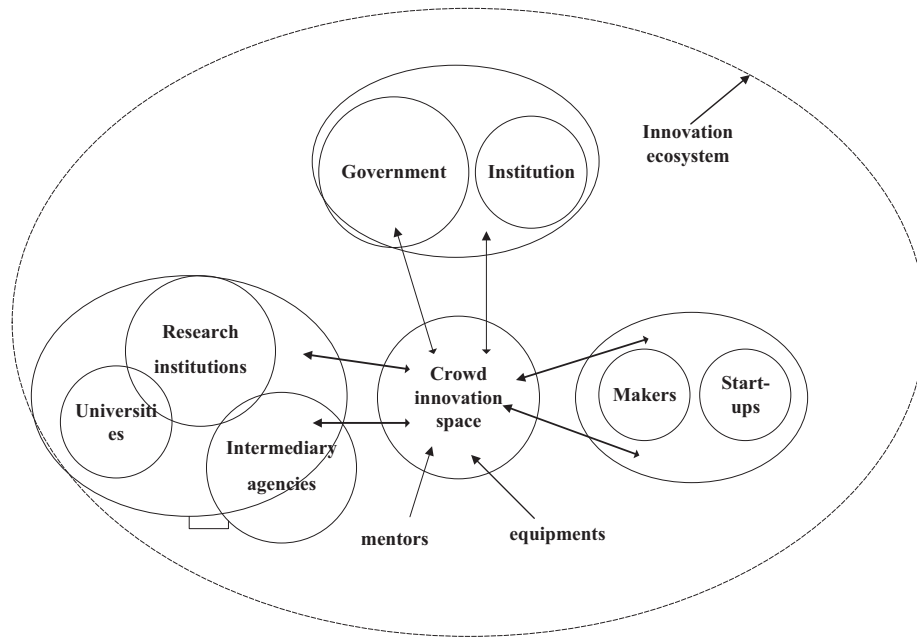 Innovation
ecosystem
Government
Institution
Research
institutions
Universiti
es
Intermediary
agencies
Crowd
innovation
space
Makers
Start-
ups
mentors
equipments